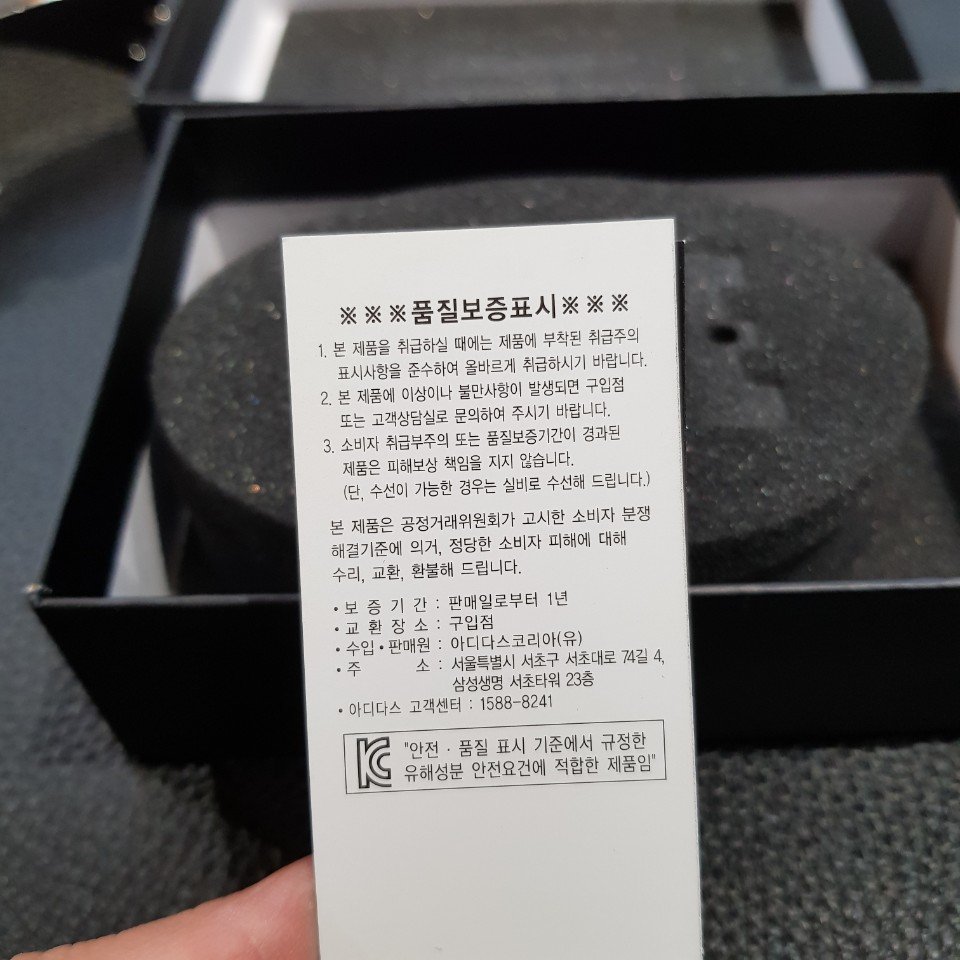 ※※※품질보증표시※※※
1. 본 제품을 취급하실 때에는 제품에 부착된 취급주의
표시사항을 준수하여 올바르게 취급하시기 바랍니다.
2. 본 제품에 이상이나 불만사항이 발생되면 구입점
또는 고객상담실로 문의하여 주시기 바랍니다.
3. 소비자 취급부주의 또는 품질보증기간이 경과된
제품은 피해보상 책임을 지지 않습니다.
(단, 수선이 가능한 경우는 실비로 수선해 드립니다.)
본 제품은 공정거래위원회가 고시한 소비자 분쟁
해결기준에 의거, 정당한 소비자 피해에 대해
수리, 교환, 환불해 드립니다.
• 보 증 기 간 : 판매일로부터 1년
• 교 환 장 소 : 구입점
• 수입 • 판매원 : 아디다스코리아(유)
• 주 소 : 서울특별시 서초구 서초대로 74길 4,
삼성생명 서초타워 23층
• 아디다스 고객센터 : 1588-8241
KC "안전 · 품질 표시 기준에서 규정한
유해성분 안전요건에 적합한 제품임"